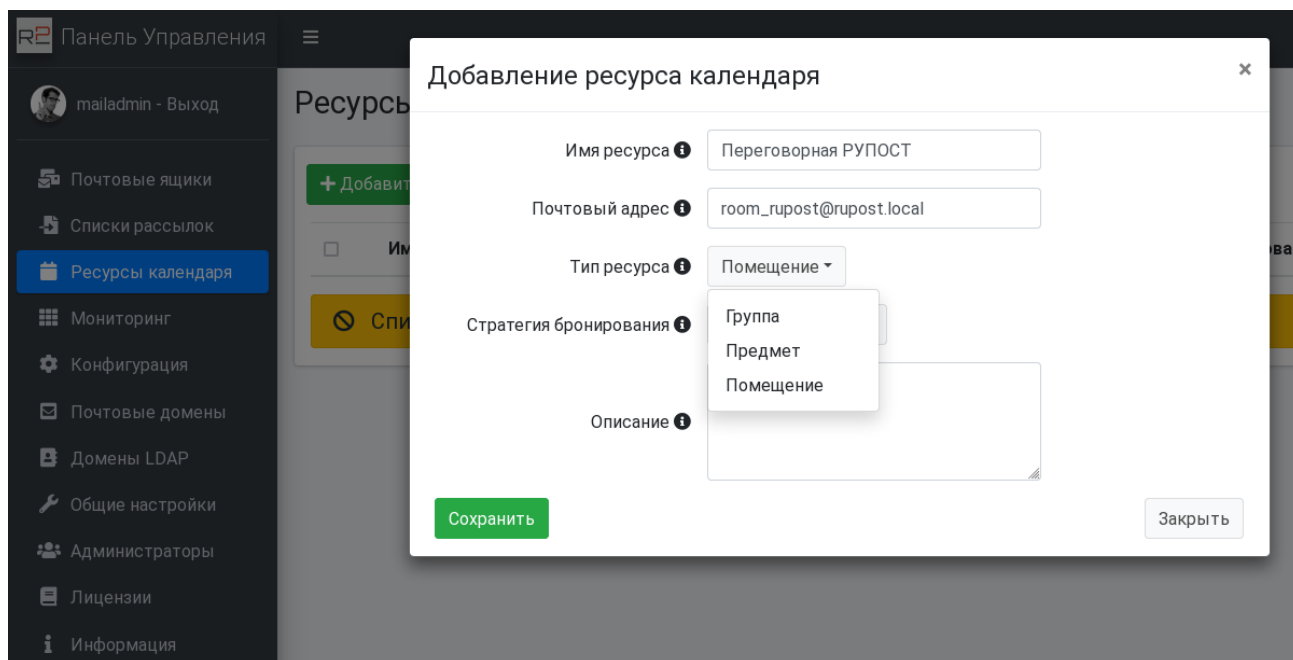 R2 Панель Управления
mailadmin - Выход
Почтовые ящики
Списки рассылок
Ресурсы календаря
Мониторинг
Конфигурация
Почтовые домены
Домены LDAP
Общие настройки
Администраторы
Лицензии
Информация
Ресурсы
Добавит
Им
ва
Спи
Добавление ресурса календаря
×
Имя ресурса Переговорная РУПОСТ
Почтовый адрес room_rupost@rupost.local
Тип ресурса Помещение
Группа
Стратегия бронирования
Предмет
Помещение
Описание
Сохранить Закрыть